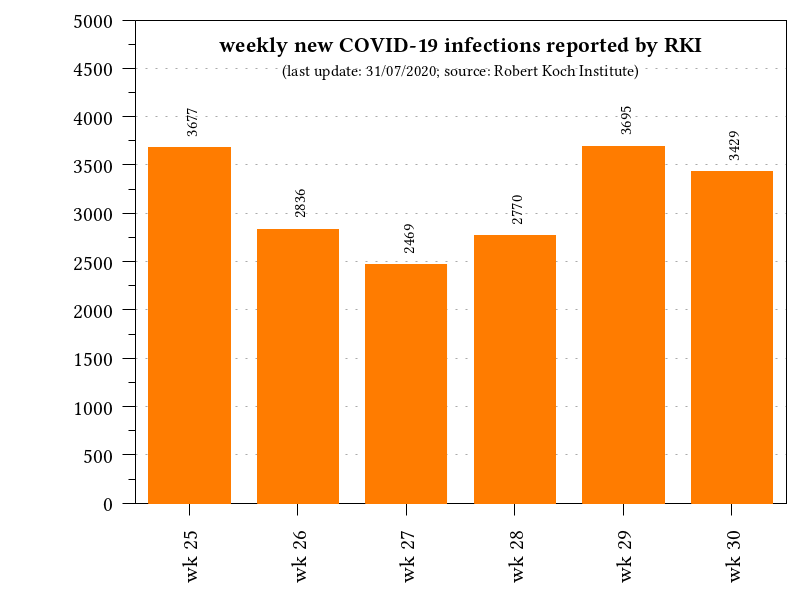 weekly new COVID-19 infections reported by RKI
(last update: 31/07/2020; source: Robert Koch Institute)
5000
4500
4000
3500
3000
2500
2000
1500
1000
500
0
3677
2836
2469
2770
3695
3429
wk 25
wk 26
wk 27
wk 28
wk 29
wk 30